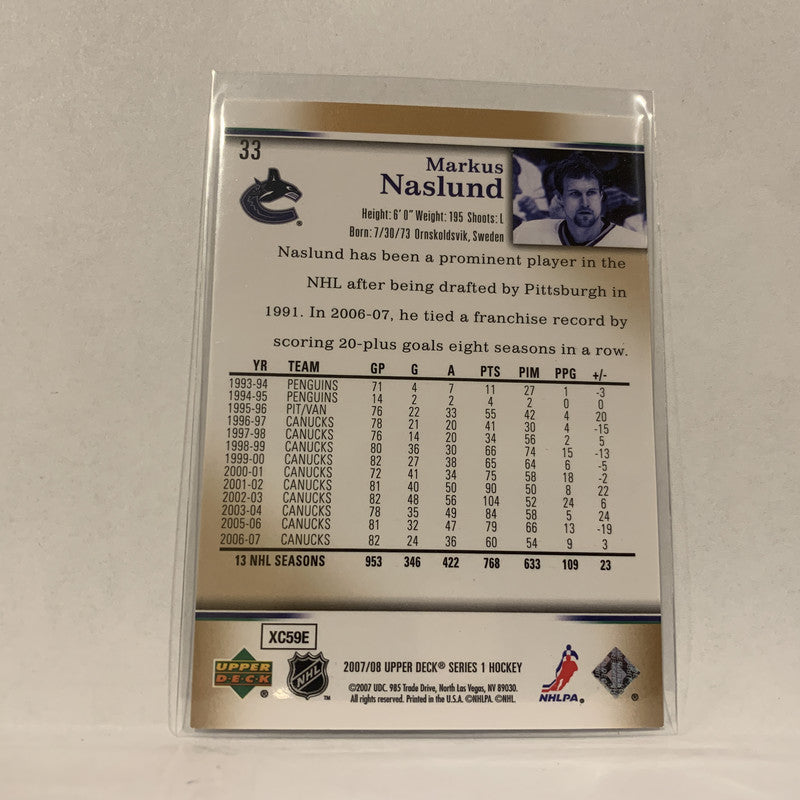 33
Markus
Naslund
Height: 6' 0" Weight: 195 Shoots: L
Born: 7/30/73 Ornskoldsvik, Sweden
Naslund has been a prominent player in the
NHL after being drafted by Pittsburgh in
1991. In 2006-07, he tied a franchise record by
scoring 20-plus goals eight seasons in a row.
YR TEAM GP G A PTS PIM PPG +/-
1993-94 PENGUINS 71 4 7 11 27 1 -3
1994-95 PENGUINS 14 2 2 4 2 0 0
1995-96 PIT/VAN 76 22 33 55 42 4 20
1996-97 CANUCKS 78 21 20 41 30 4 -15
1997-98 CANUCKS 76 14 20 34 56 2 5
1998-99 CANUCKS 80 36 30 66 74 15 -13
1999-00 CANUCKS 82 27 38 65 64 6 -5
2000-01 CANUCKS 72 41 34 75 58 18 -2
2001-02 CANUCKS 81 40 50 90 50 8 22
2002-03 CANUCKS 82 48 56 104 52 24 6
2003-04 CANUCKS 78 35 49 84 58 5 24
2005-06 CANUCKS 81 32 47 79 66 13 -19
2006-07 CANUCKS 82 24 36 60 54 9 3
13 NHL SEASONS 953 346 422 768 633 109 23
XC59E
UPPER DECK ® NHL ™ 2007/08 UPPER DECK® SERIES 1 HOCKEY NHLPA. ®
©2007 UDC. 985 Trade Drive, North Las Vegas, NV 89030.
All rights reserved. Printed in the U.S.A. ©NHLPA. ©NHL.